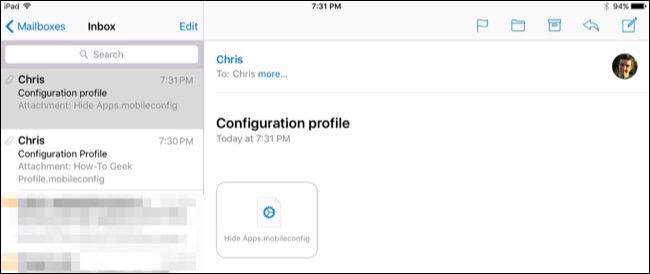 iPad 7:31 PM 94%
Mailboxes Inbox Edit
Search
Chris 7:31 PM
Configuration profile
Attachment: Hide Apps.mobileconfig
Chris 7:30 PM
Configuration Profile
Attachment: How-To Geek
Profile.mobileconfig
Chris
To: Chris more...
Configuration profile
Today at 7:31 PM
Hide Apps.mobileconfig